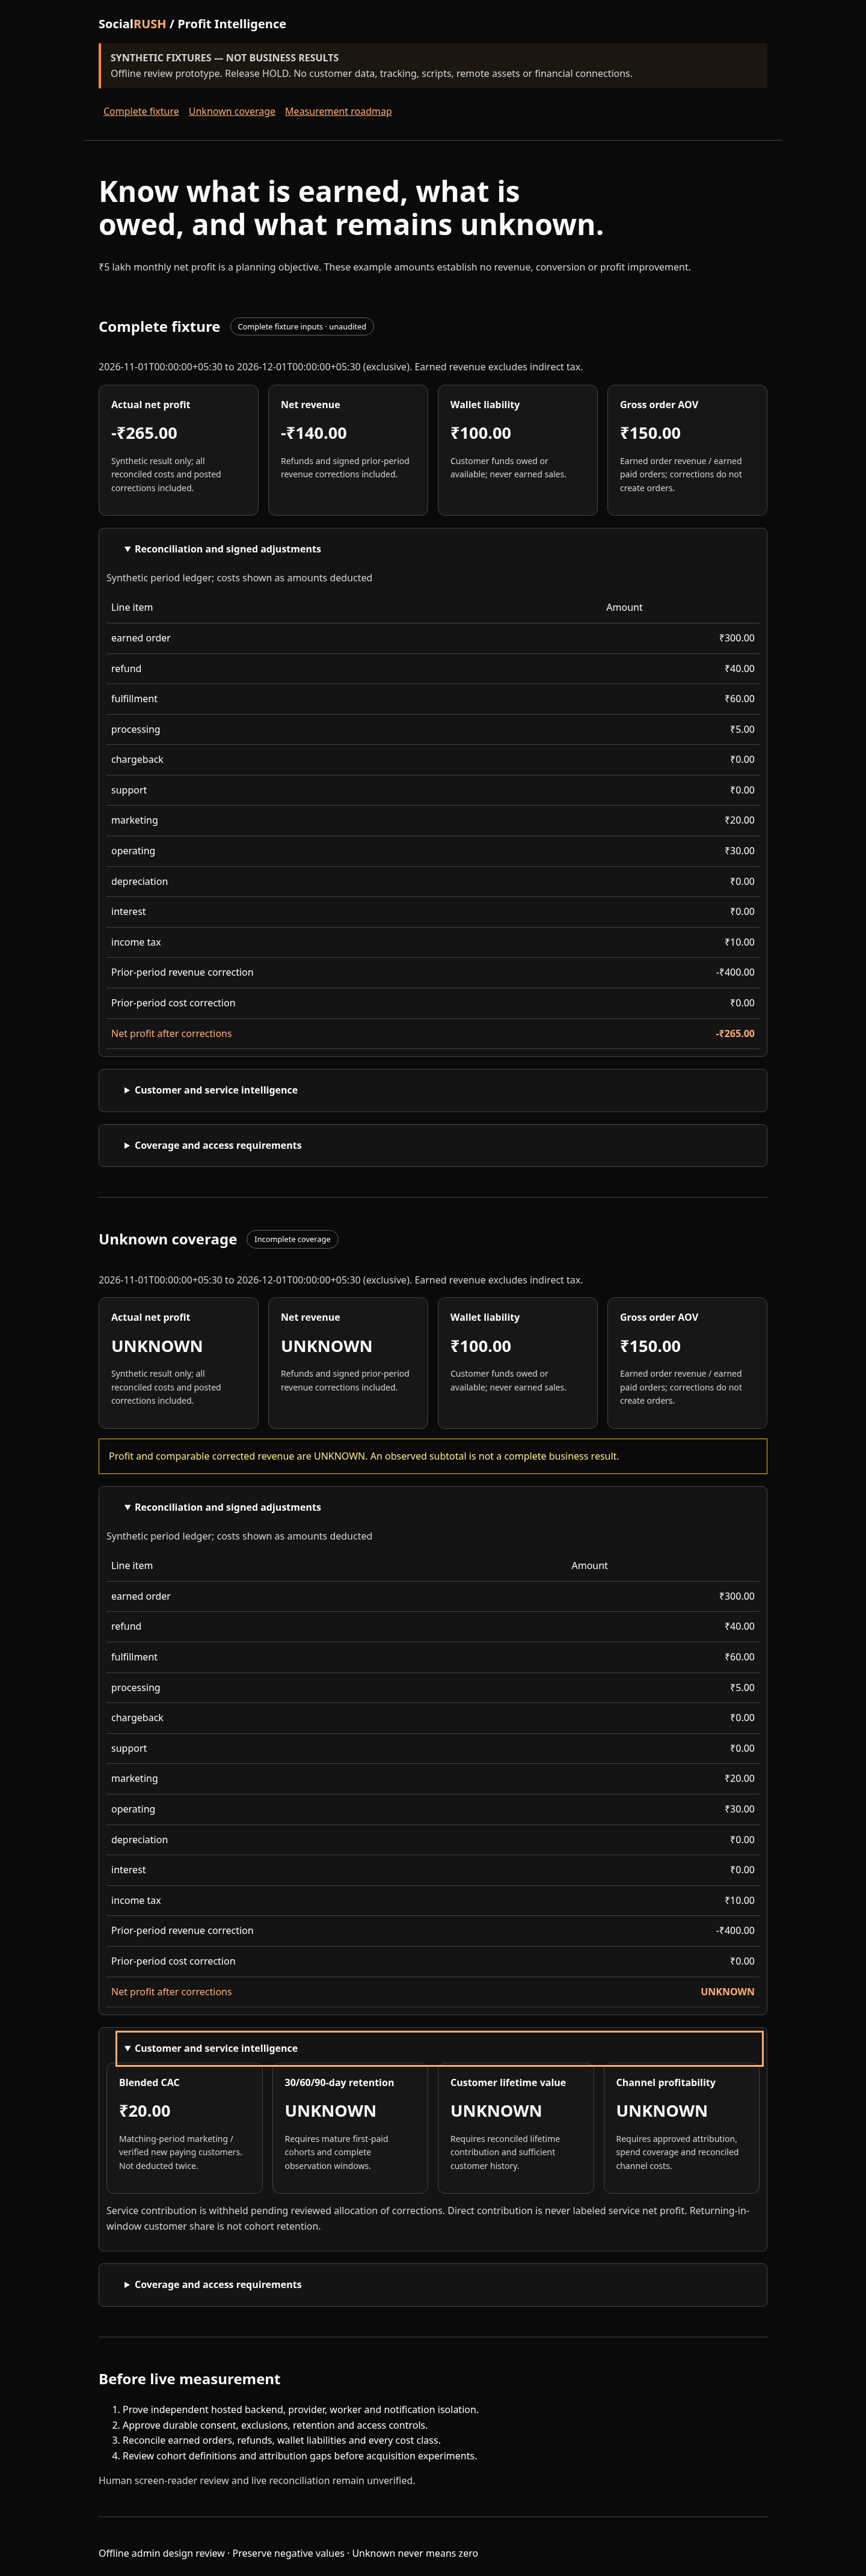 SocialRUSH / Profit Intelligence
SYNTHETIC FIXTURES — NOT BUSINESS RESULTS
Offline review prototype. Release HOLD. No customer data, tracking, scripts, remote assets or financial connections.
Complete fixture Unknown coverage Measurement roadmap
Know what is earned, what is
owed, and what remains unknown.
₹5 lakh monthly net profit is a planning objective. These example amounts establish no revenue, conversion or profit improvement.
Complete fixture Complete fixture inputs · unaudited
2026-11-01T00:00:00+05:30 to 2026-12-01T00:00:00+05:30 (exclusive). Earned revenue excludes indirect tax.
Actual net profit
-₹265.00
Synthetic result only; all
reconciled costs and posted
corrections included.
Net revenue
-₹140.00
Refunds and signed prior-period
revenue corrections included.
Wallet liability
₹100.00
Customer funds owed or
available; never earned sales.
Gross order AOV
₹150.00
Earned order revenue / earned
paid orders; corrections do not
create orders.
▼ Reconciliation and signed adjustments
Synthetic period ledger; costs shown as amounts deducted
Line item Amount
earned order ₹300.00
refund ₹40.00
fulfillment ₹60.00
processing ₹5.00
chargeback ₹0.00
support ₹0.00
marketing ₹20.00
operating ₹30.00
depreciation ₹0.00
interest ₹0.00
income tax ₹10.00
Prior-period revenue correction -₹400.00
Prior-period cost correction ₹0.00
Net profit after corrections -₹265.00
▶ Customer and service intelligence
▶ Coverage and access requirements
Unknown coverage Incomplete coverage
2026-11-01T00:00:00+05:30 to 2026-12-01T00:00:00+05:30 (exclusive). Earned revenue excludes indirect tax.
Actual net profit
UNKNOWN
Synthetic result only; all
reconciled costs and posted
corrections included.
Net revenue
UNKNOWN
Refunds and signed prior-period
revenue corrections included.
Wallet liability
₹100.00
Customer funds owed or
available; never earned sales.
Gross order AOV
₹150.00
Earned order revenue / earned
paid orders; corrections do not
create orders.
Profit and comparable corrected revenue are UNKNOWN. An observed subtotal is not a complete business result.
▼ Reconciliation and signed adjustments
Synthetic period ledger; costs shown as amounts deducted
Line item Amount
earned order ₹300.00
refund ₹40.00
fulfillment ₹60.00
processing ₹5.00
chargeback ₹0.00
support ₹0.00
marketing ₹20.00
operating ₹30.00
depreciation ₹0.00
interest ₹0.00
income tax ₹10.00
Prior-period revenue correction -₹400.00
Prior-period cost correction ₹0.00
Net profit after corrections UNKNOWN
▼ Customer and service intelligence
Blended CAC
₹20.00
Matching-period marketing /
verified new paying customers.
Not deducted twice.
30/60/90-day retention
UNKNOWN
Requires mature first-paid
cohorts and complete
observation windows.
Customer lifetime value
UNKNOWN
Requires reconciled lifetime
contribution and sufficient
customer history.
Channel profitability
UNKNOWN
Requires approved attribution,
spend coverage and reconciled
channel costs.
Service contribution is withheld pending reviewed allocation of corrections. Direct contribution is never labeled service net profit. Returning-in-
window customer share is not cohort retention.
▶ Coverage and access requirements
Before live measurement
1. Prove independent hosted backend, provider, worker and notification isolation.
2. Approve durable consent, exclusions, retention and access controls.
3. Reconcile earned orders, refunds, wallet liabilities and every cost class.
4. Review cohort definitions and attribution gaps before acquisition experiments.
Human screen-reader review and live reconciliation remain unverified.
Offline admin design review · Preserve negative values · Unknown never means zero